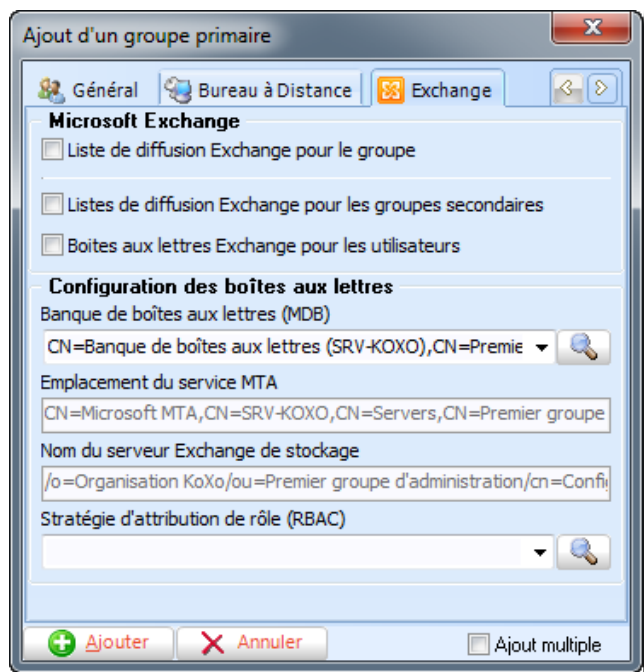 Ajout d'un groupe primaire
Général Bureau à Distance Exchange
Microsoft Exchange
Liste de diffusion Exchange pour le groupe
Listes de diffusion Exchange pour les groupes secondaires
Boites aux lettres Exchange pour les utilisateurs
Configuration des boîtes aux lettres
Banque de boîtes aux lettres (MDB)
CN=Banque de boîtes aux lettres (SRV-KOXO),CN=Premie
Emplacement du service MTA
CN=Microsoft MTA,CN=SRV-KOXO,CN=Servers,CN=Premier groupe
Nom du serveur Exchange de stockage
/o=Organisation KoXo/ou=Premier groupe d'administration/cn=Config
Stratégie d'attribution de rôle (RBAC)
Ajouter Annuler Ajout multiple